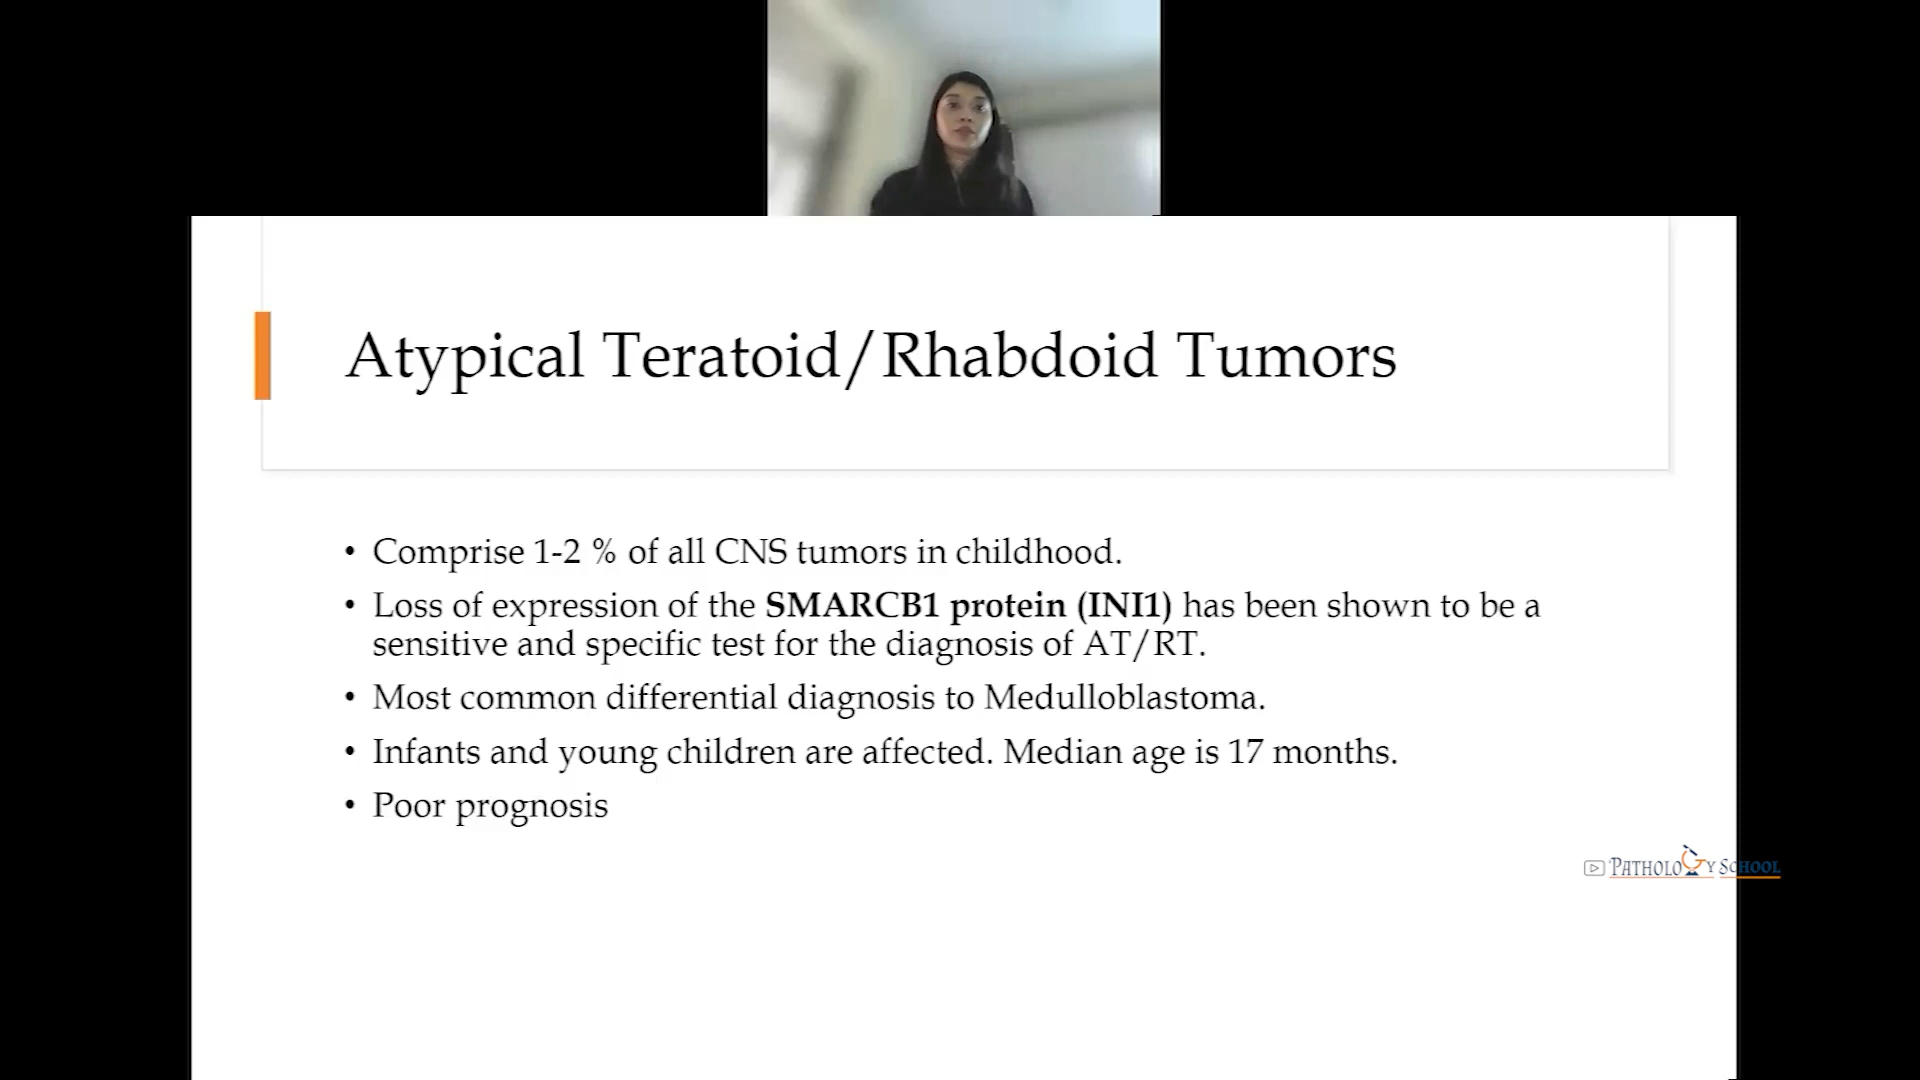 Atypical Teratoid/Rhabdoid Tumors
• Comprise 1-2 % of all CNS tumors in childhood.
• Loss of expression of the SMARCB1 protein (INI1) has been shown to be a
sensitive and specific test for the diagnosis of AT/RT.
• Most common differential diagnosis to Medulloblastoma.
• Infants and young children are affected. Median age is 17 months.
• Poor prognosis
PATHOLOGY SCHOOL